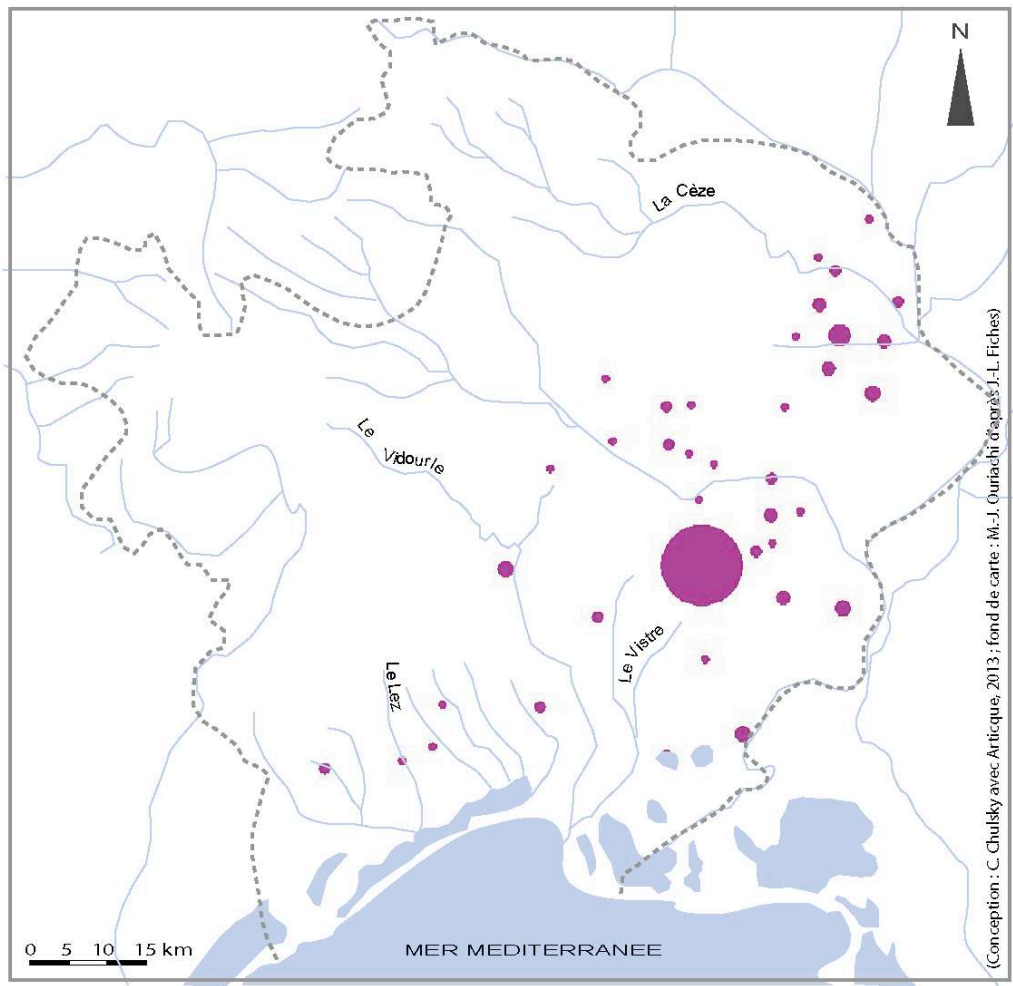 N
La Cèze
Le Vidourle
Le Vistre
Le Lez
0 5 10 15 km
MER MEDITERRANEE
(Conception : C. Chulsky avec Articque, 2013 ; fond de carte : M.-J. Ouriachi d'après J.-L. Fiches)